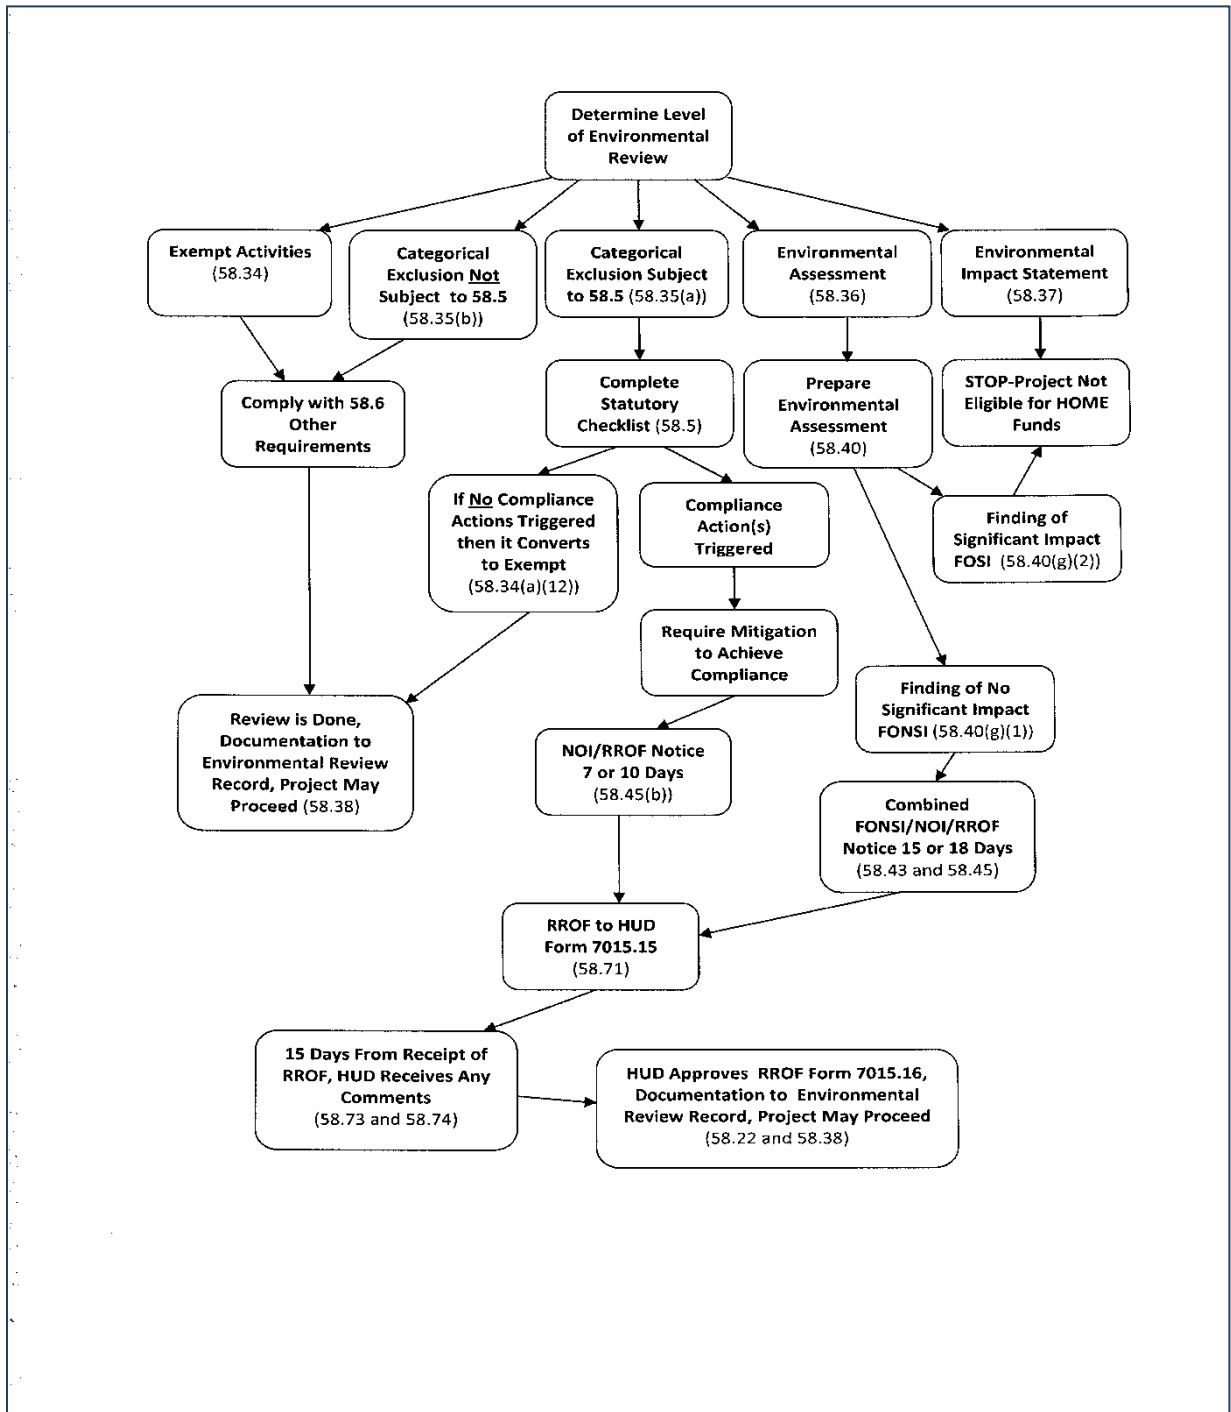 Determine Level
of Environmental
Review
Exempt Activities
(58.34)
Categorical
Exclusion Not
Subject to 58.5
(58.35(b))
Categorical
Exclusion Subject
to 58.5 (58.35(a))
Environmental
Assessment
(58.36)
Environmental
Impact Statement
(58.37)
Comply with 58.6
Other
Requirements
Complete
Statutory
Checklist (58.5)
Prepare
Environmental
Assessment
(58.40)
STOP-Project Not
Eligible for HOME
Funds
If No Compliance
Actions Triggered
then it Converts
to Exempt
(58.34(a)(12))
Compliance
Action(s)
Triggered
Finding of
Significant Impact
FOSI (58.40(g)(2))
Require Mitigation
to Achieve
Compliance
Finding of No
Significant Impact
FONSI (58.40(g)(1))
Review is Done,
Documentation to
Environmental Review
Record, Project May
Proceed (58.38)
NOI/RROF Notice
7 or 10 Days
(58.45(b))
Combined
FONSI/NOI/RROF
Notice 15 or 18 Days
(58.43 and 58.45)
RROF to HUD
Form 7015.15
(58.71)
15 Days From Receipt of
RROF, HUD Receives Any
Comments
(58.73 and 58.74)
HUD Approves RROF Form 7015.16,
Documentation to Environmental
Review Record, Project May Proceed
(58.22 and 58.38)